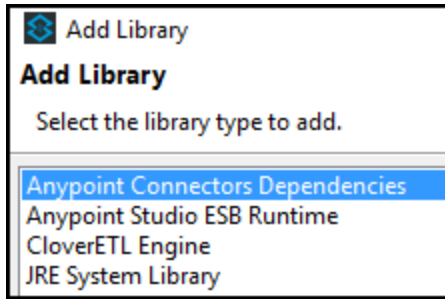 Add Library
Add Library
Select the library type to add.
Anypoint Connectors Dependencies
Anypoint Studio ESB Runtime
CloverETL Engine
JRE System Library